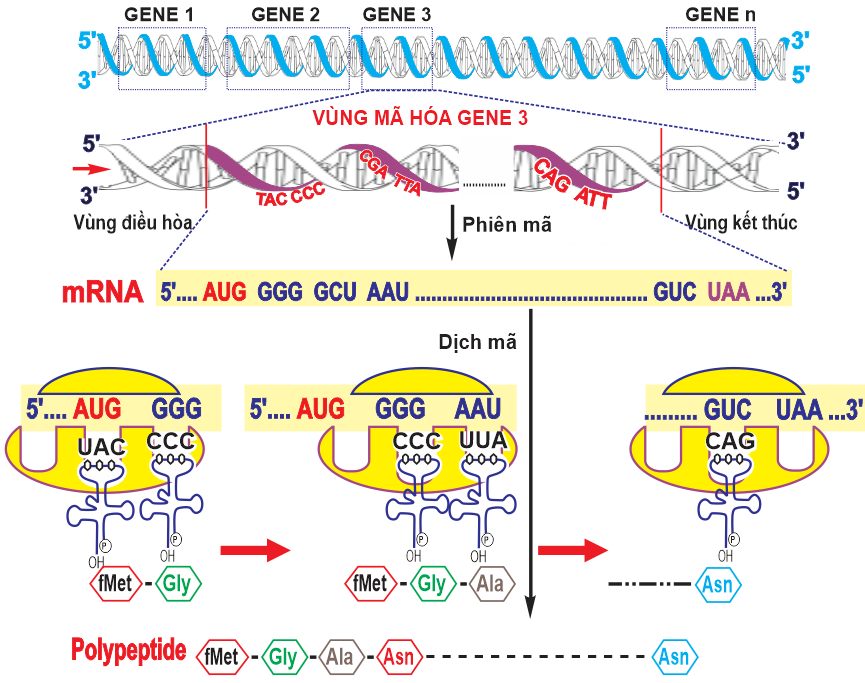 GENE 1 GENE 2 GENE 3 GENE n
5' 3'
3' 5'
VÙNG MÃ HÓA GENE 3
5' 3'
CGA TTA CAG ATT
TAC CCC
3' 5'
Vùng điều hòa Phiên mã Vùng kết thúc
mRNA 5'.... AUG GGG GCU AAU ................................................ GUC UAA ...3'
Dịch mã
5'.... AUG GGG 5'.... AUG GGG AAU ......... GUC UAA ...3'
UAC CCC CCC UUA CAG
P P P
OH OH OH OH OH
fMet - Gly fMet - Gly - Ala Asn
Polypeptide fMet - Gly - Ala - Asn - - - - - - - - - - - - - - - - - Asn